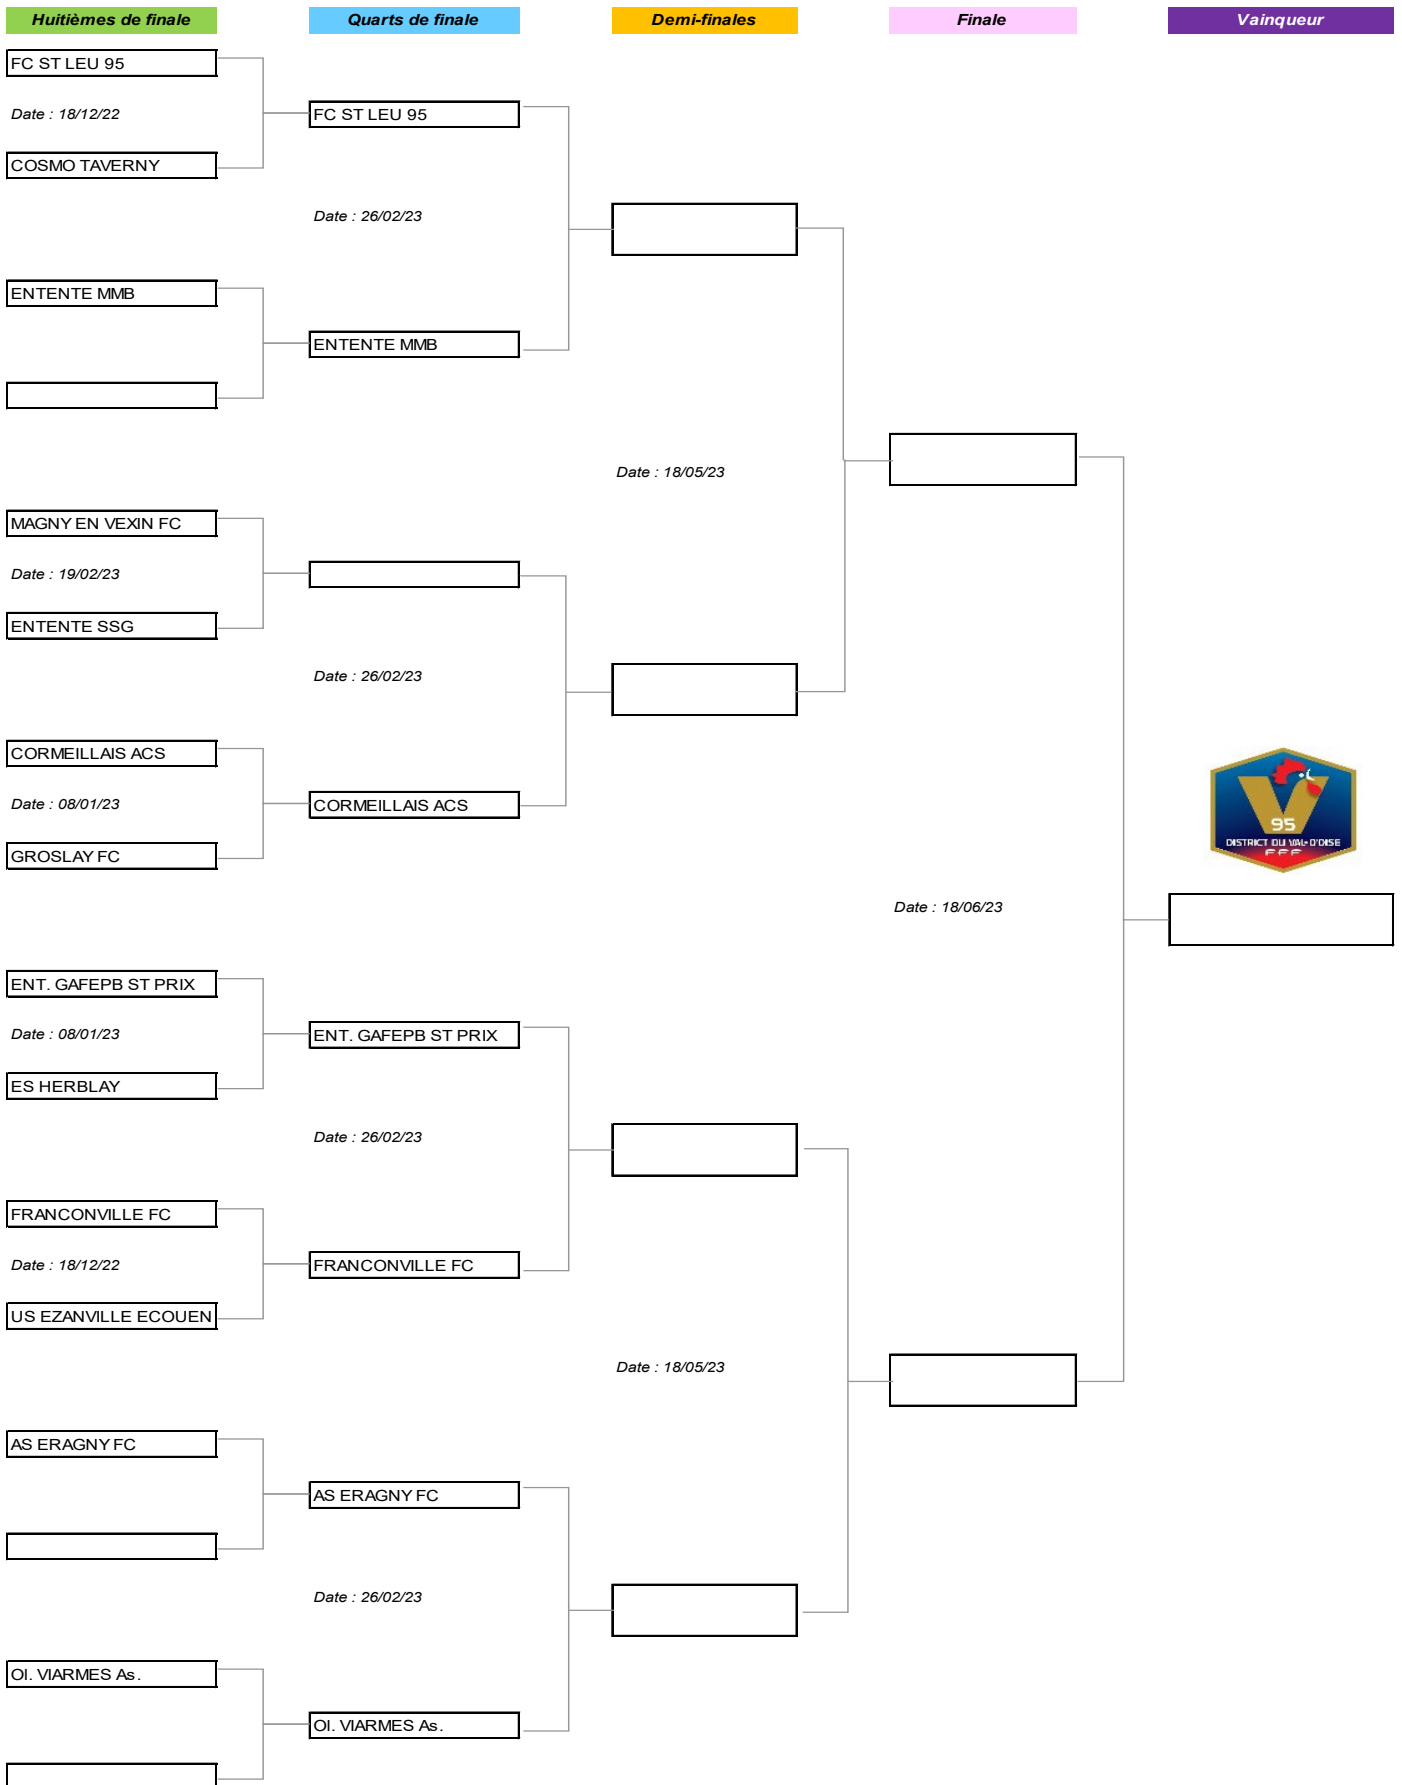 Huitièmes de finale
Quarts de finale
Demi-finales
Finale
Vainqueur
FC ST LEU 95
Date : 18/12/22
FC ST LEU 95
COSMO TAVERNY
Date : 26/02/23
ENTENTE MMB
ENTENTE MMB
Date : 18/05/23
MAGNY EN VEXIN FC
Date : 19/02/23
ENTENTE SSG
Date : 26/02/23
CORMEILLAIS ACS
Date : 08/01/23
CORMEILLAIS ACS
GROSLAY FC
95
DISTRICT DU VAL-D'OISE
FFF
Date : 18/06/23
ENT. GAFEPB ST PRIX
Date : 08/01/23
ENT. GAFEPB ST PRIX
ES HERBLAY
Date : 26/02/23
FRANCONVILLE FC
Date : 18/12/22
FRANCONVILLE FC
US EZANVILLE ECOUEN
Date : 18/05/23
AS ERAGNY FC
AS ERAGNY FC
Date : 26/02/23
Ol. VIARMES As.
Ol. VIARMES As.